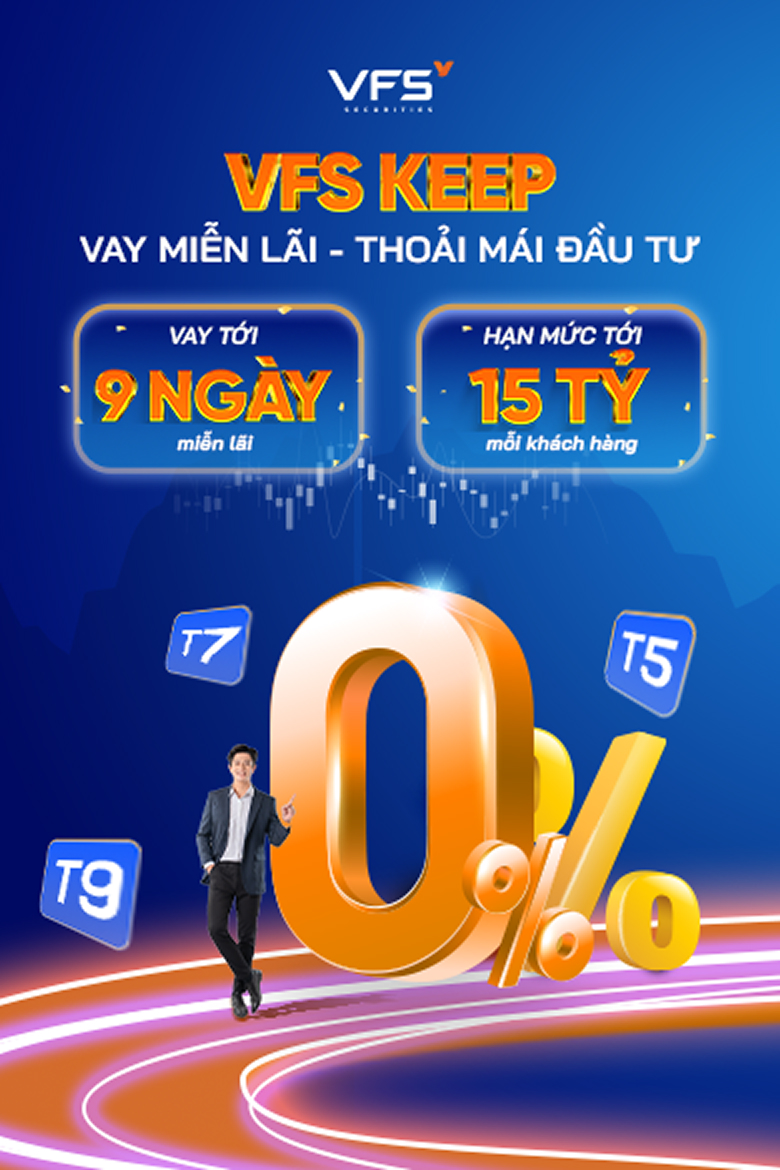 VFS
SECURITIES
VFS KEEP
VAY MIỄN LÃI - THOẢI MÁI ĐẦU TƯ
VAY TỚI
9 NGÀY
miễn lãi
HẠN MỨC TỚI
15 TỶ
mỗi khách hàng
T7
T5
0%
%
T9